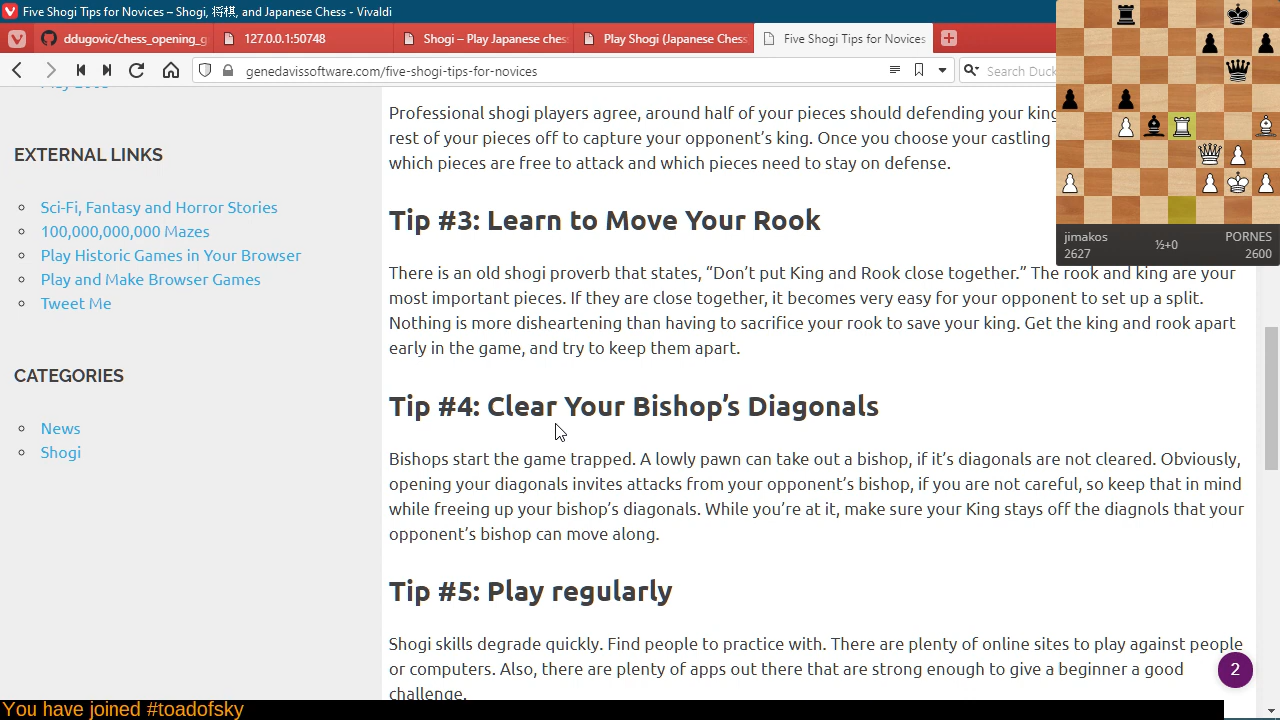 Five Shogi Tips for Novices – Shogi, 将棋, and Japanese Chess - Vivaldi
ddugovic/chess_opening_g
127.0.0.1:50748
Shogi – Play Japanese ches
Play Shogi (Japanese Chess
Five Shogi Tips for Novices
genedavissoftware.com/five-shogi-tips-for-novices
Search Duck
EXTERNAL LINKS
Sci-Fi, Fantasy and Horror Stories
100,000,000,000 Mazes
Play Historic Games in Your Browser
Play and Make Browser Games
Tweet Me
CATEGORIES
News
Shogi
Professional shogi players agree, around half of your pieces should defending your king
rest of your pieces off to capture your opponent’s king. Once you choose your castling
which pieces are free to attack and which pieces need to stay on defense.
Tip #3: Learn to Move Your Rook
There is an old shogi proverb that states, “Don’t put King and Rook close together.” The rook and king are your
most important pieces. If they are close together, it becomes very easy for your opponent to set up a split.
Nothing is more disheartening than having to sacrifice your rook to save your king. Get the king and rook apart
early in the game, and try to keep them apart.
Tip #4: Clear Your Bishop’s Diagonals
Bishops start the game trapped. A lowly pawn can take out a bishop, if it’s diagonals are not cleared. Obviously,
opening your diagonals invites attacks from your opponent’s bishop, if you are not careful, so keep that in mind
while freeing up your bishop’s diagonals. While you’re at it, make sure your King stays off the diagnols that your
opponent’s bishop can move along.
Tip #5: Play regularly
Shogi skills degrade quickly. Find people to practice with. There are plenty of online sites to play against people
or computers. Also, there are plenty of apps out there that are strong enough to give a beginner a good
challenge.
jimakos
2627
½+0
PORNES
2600
2
You have joined #toadofsky